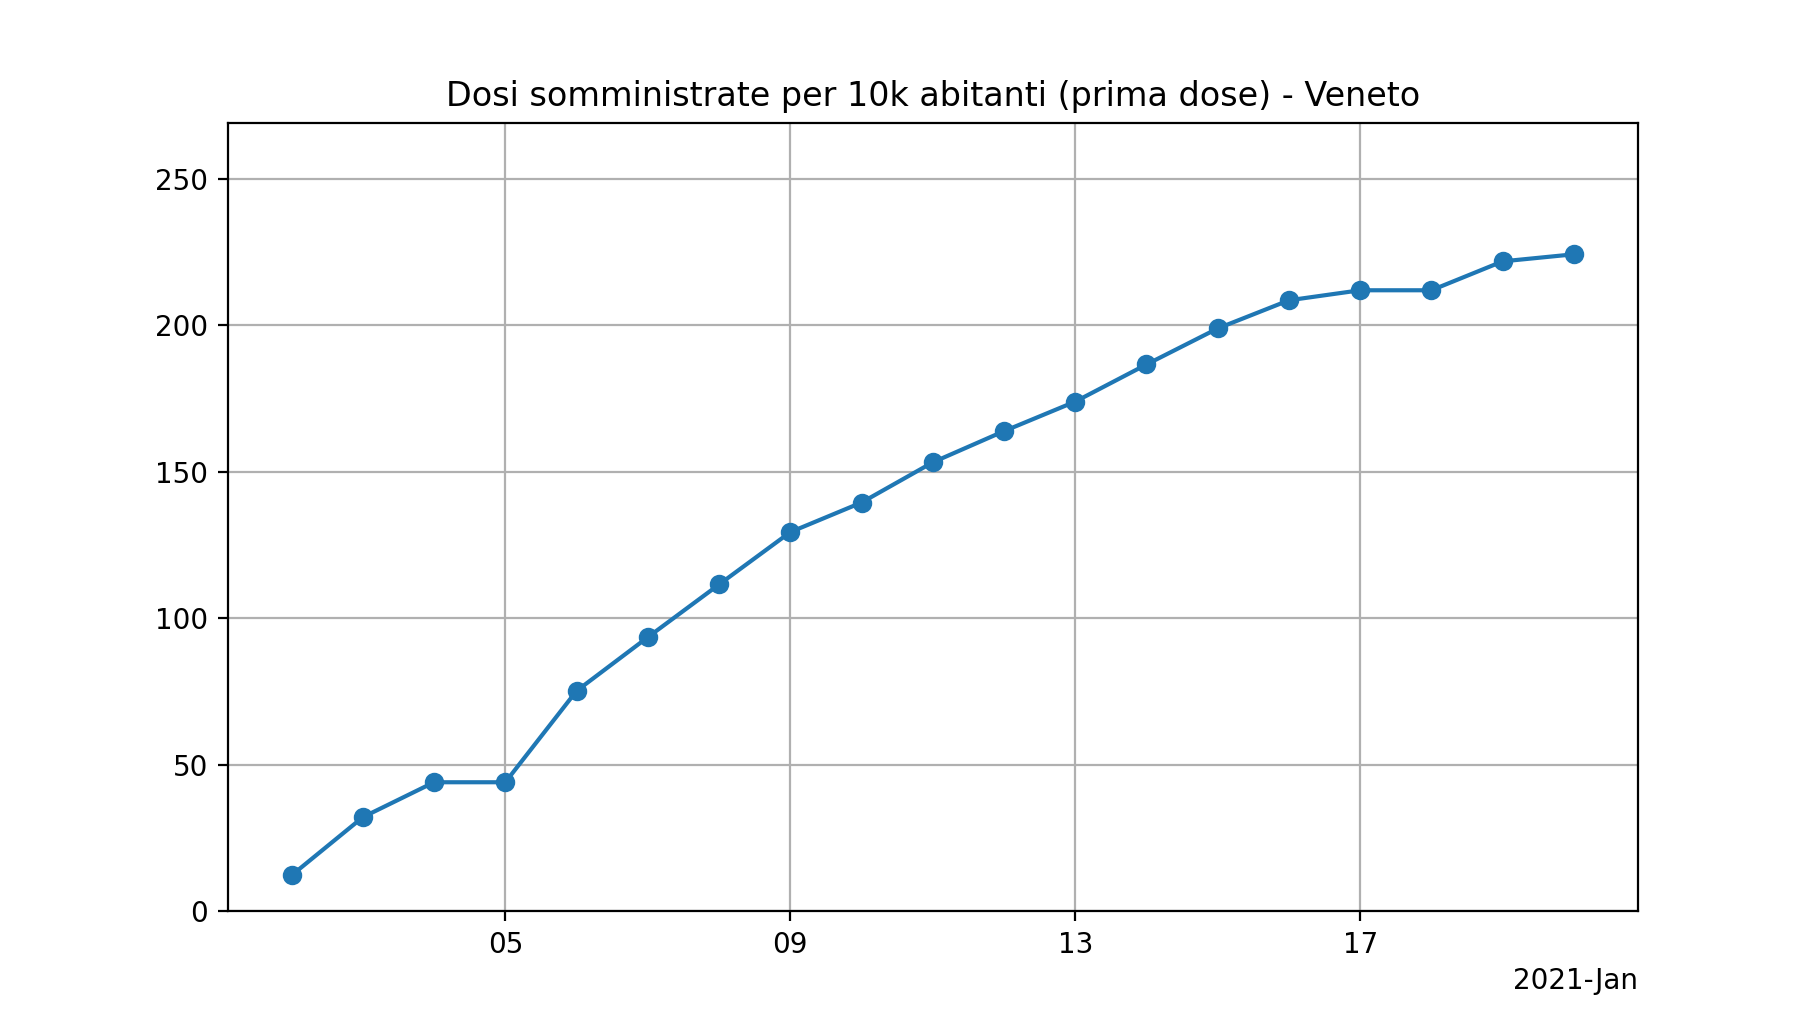 Dosi somministrate per 10k abitanti (prima dose) - Veneto
250
200
150
100
50
0
05 09 13 17
2021-Jan